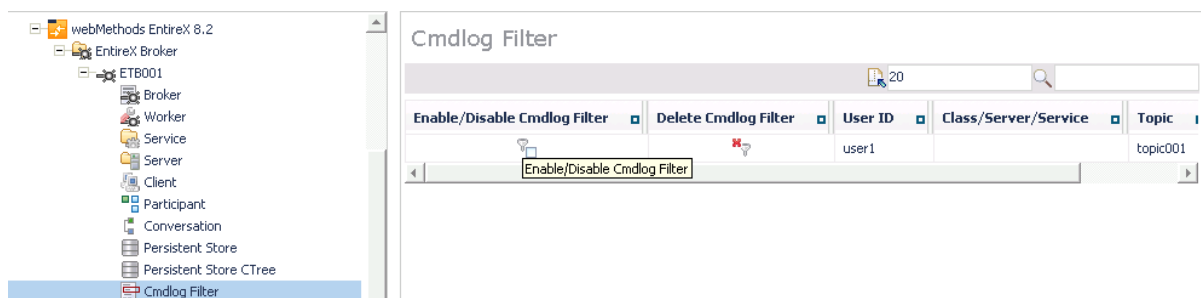 webMethods EntireX 8.2
EntireX Broker
ETB001
Broker
Worker
Service
Server
Client
Participant
Conversation
Persistent Store
Persistent Store CTree
Cmdlog Filter
Cmdlog Filter
20
Enable/Disable Cmdlog Filter Delete Cmdlog Filter User ID Class/Server/Service Topic
user1 topic001
Enable/Disable Cmdlog Filter